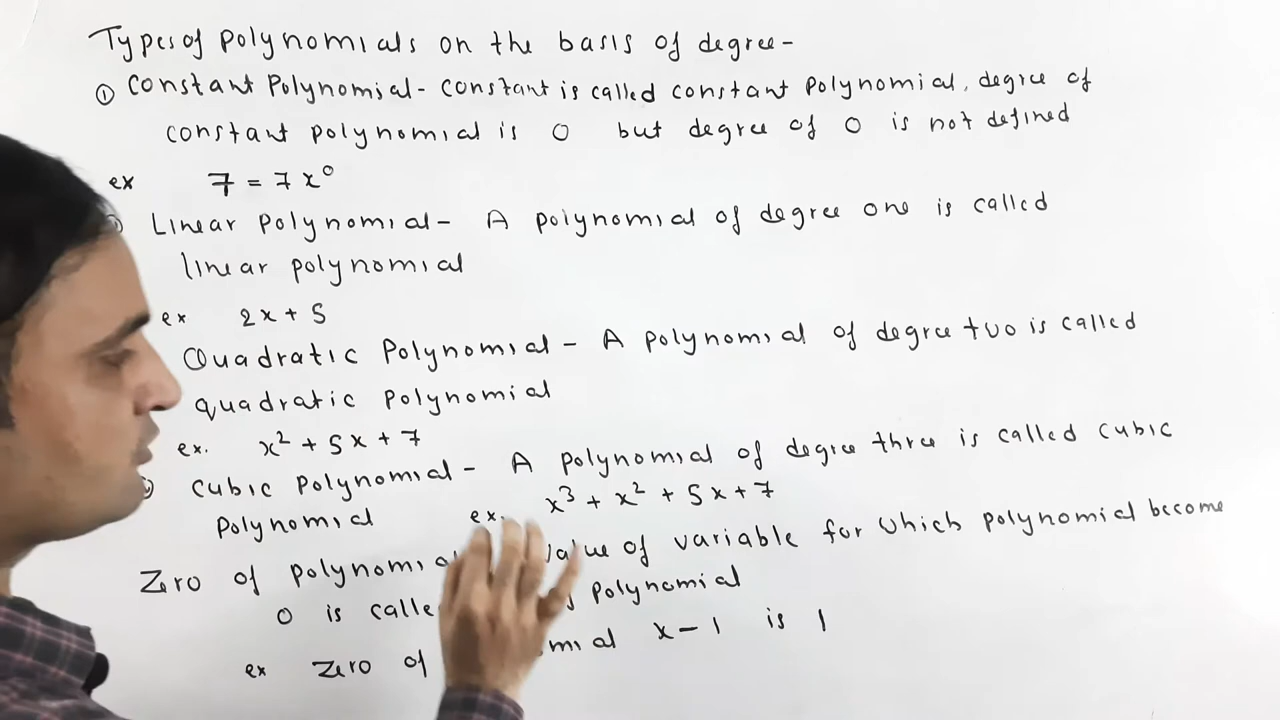 Types of polynomials on the basis of degree-
① Constant Polynomial- constant is called constant polynomial, degree of
constant polynomial is 0 but degree of 0 is not defined
ex 7 = 7x⁰
Linear polynomial- A polynomial of degree one is called
linear polynomial
ex 2x + 5
Quadratic Polynomial- A polynomial of degree two is called
quadratic polynomial
ex. x² + 5x + 7
Cubic polynomial- A polynomial of degree three is called cubic
Polynomial ex. x³ + x² + 5x + 7
Zero of value of variable for which polynomial become
0 is polynomial
ex Zero of x-1 is 1